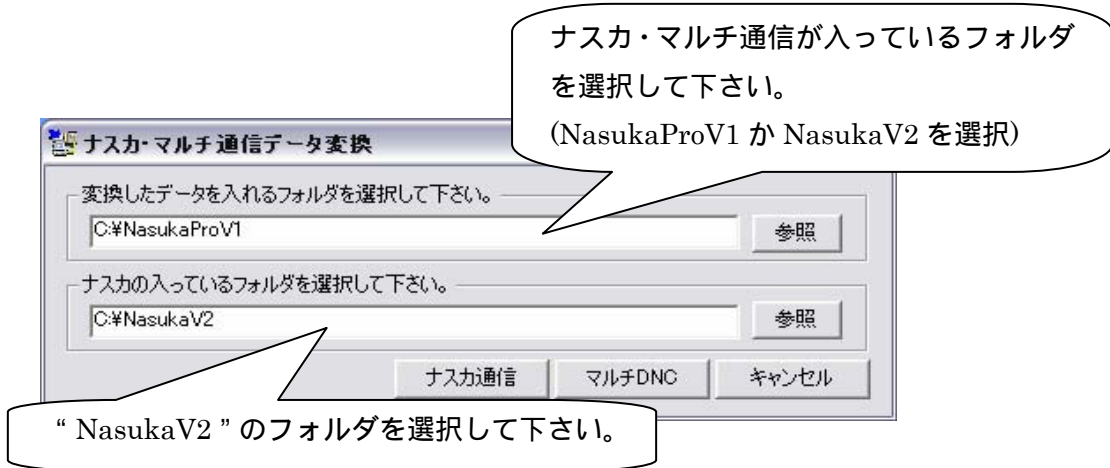 ナスカ・マルチ通信が入っているフォルダ
を選択して下さい。
(NasukaProV1 か NasukaV2 を選択)
ナスカ・マルチ通信データ変換
変換したデータを入れるフォルダを選択して下さい。
C:¥NasukaProV1
参照
ナスカの入っているフォルダを選択して下さい。
C:¥NasukaV2
参照
ナスカ通信
マルチDNC
キャンセル
“ NasukaV2 ” のフォルダを選択して下さい。